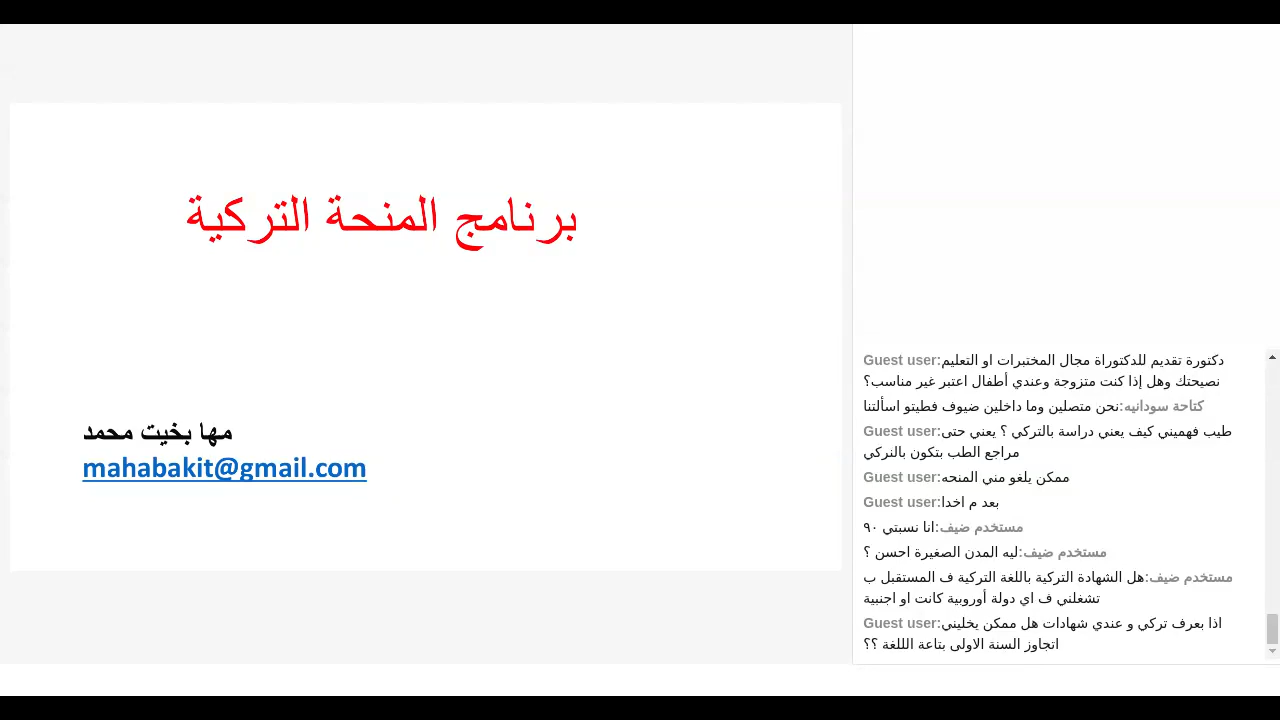 برنامج المنحة التركية
مها بخيت محمد
mahabakit@gmail.com
Guest user:دكتورة تقديم للدكتوراة مجال المختبرات او التعليم
نصيحتك وهل إذا كنت متزوجة وعندي أطفال اعتبر غير مناسب؟
كتاحة سودانيه:نحن متصلين وما داخلين ضيوف فطيتو اسألتنا
Guest user:طيب فهميني كيف يعني دراسة بالتركي ؟ يعني حتى
مراجع الطب بتكون بالنركي
Guest user:ممكن يلغو مني المنحه
Guest user:بعد م اخدا
مستخدم ضيف:انا نسبتي ٩٠
مستخدم ضيف:ليه المدن الصغيرة احسن ؟
مستخدم ضيف:هل الشهادة التركية باللغة التركية ف المستقبل ب
تشغلني ف اي دولة أوروبية كانت او اجنبية
Guest user:اذا بعرف تركي و عندي شهادات هل ممكن يخليني
اتجاوز السنة الاولى بتاعة الللغة ؟؟